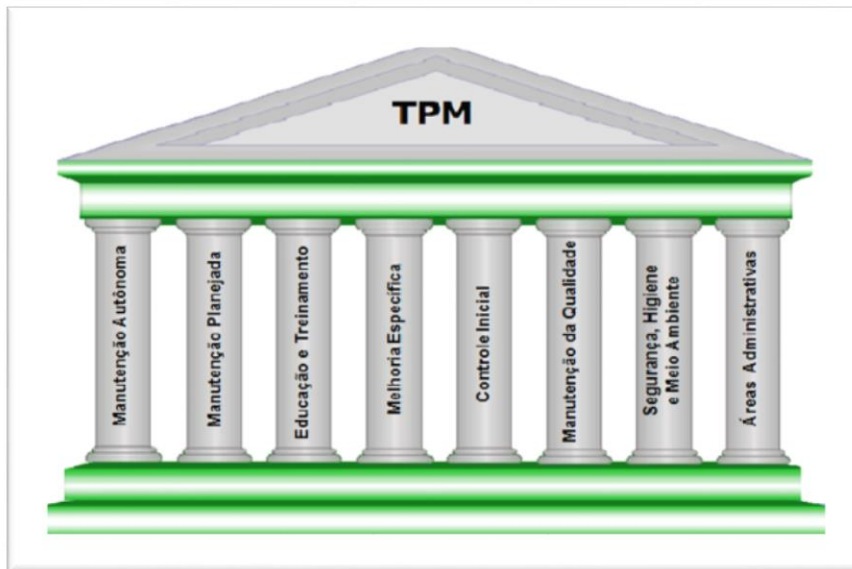 TPM
Manutenção Autônoma
Manutenção Planejada
Educação e Treinamento
Melhoria Específica
Controle Inicial
Manutenção da Qualidade
Segurança, Higiene
e Meio Ambiente
Áreas Administrativas